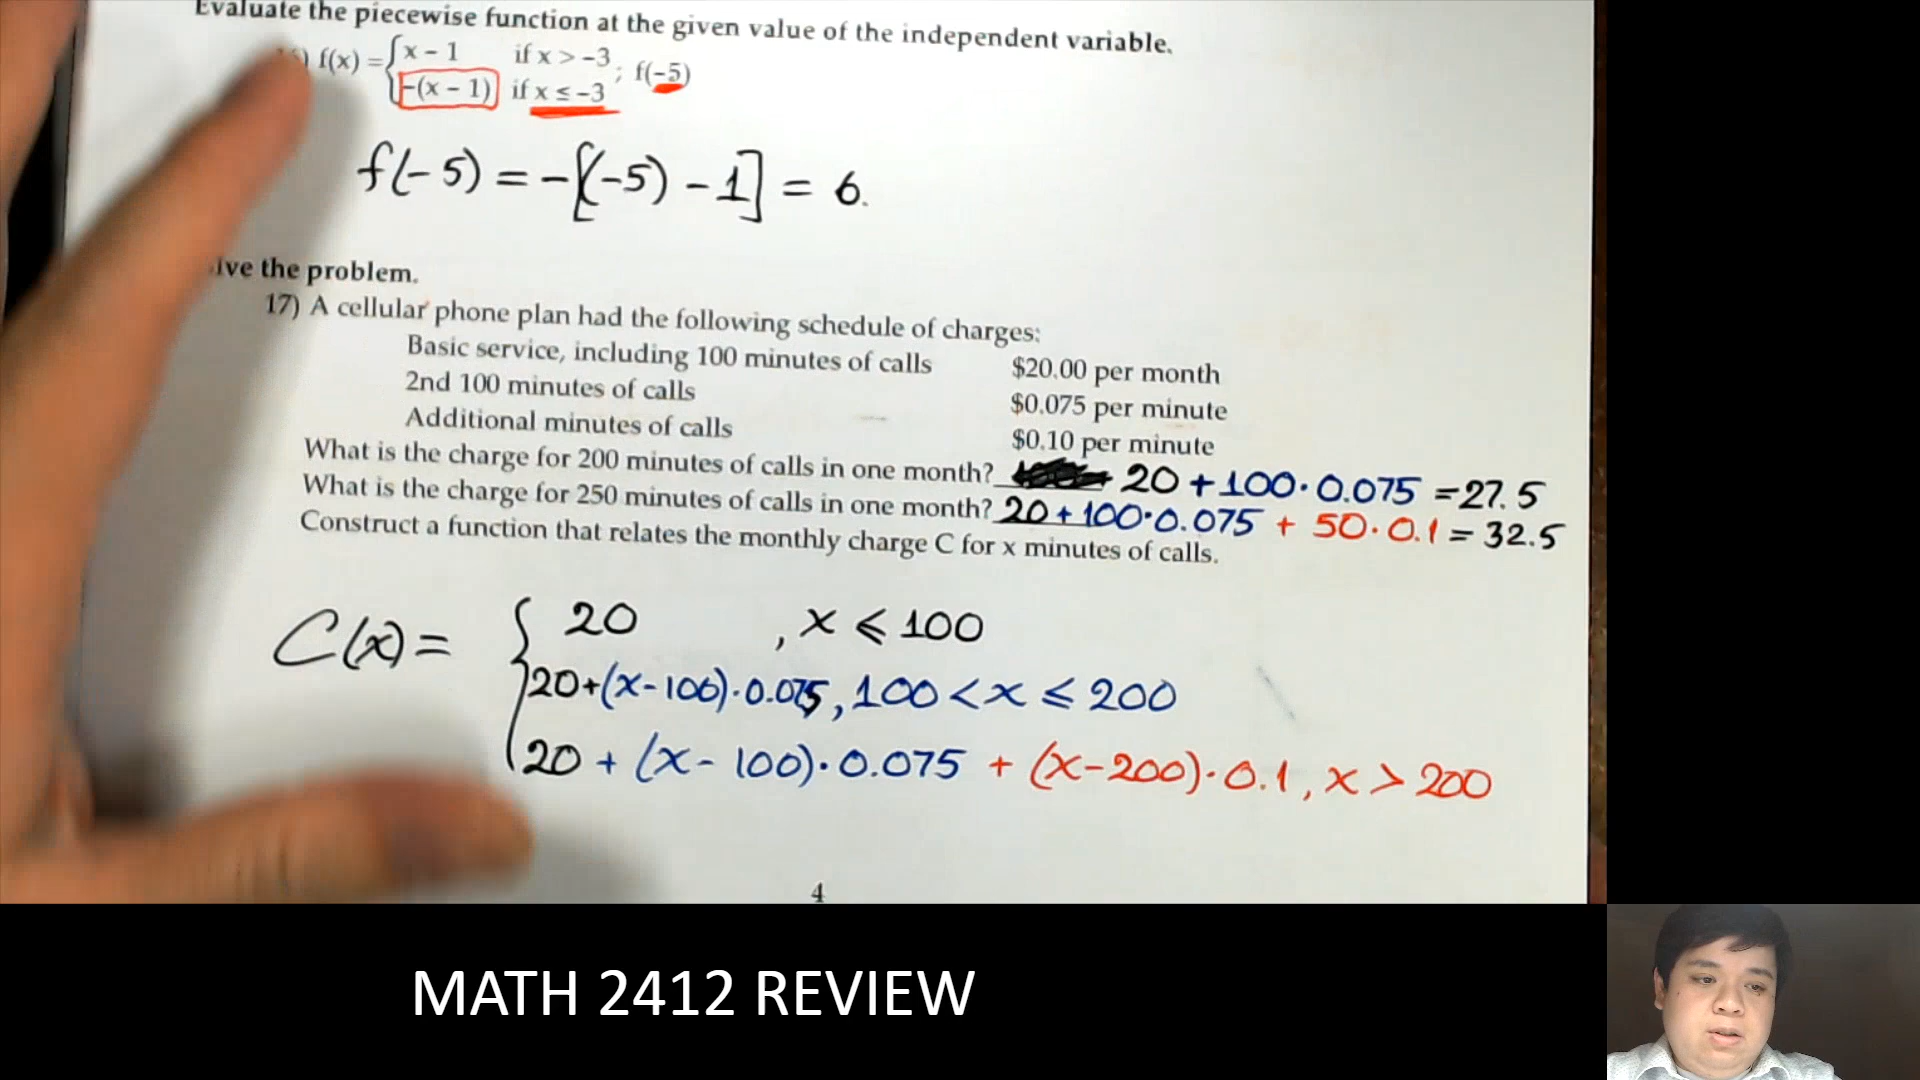 Evaluate the piecewise function at the given value of the independent variable.
f(x) = { x – 1 if x > –3
–(x – 1) if x ≤ –3 ; f(–5)
f(-5) = -[(-5) - 1] = 6.
lve the problem.
17) A cellular phone plan had the following schedule of charges:
Basic service, including 100 minutes of calls $20.00 per month
2nd 100 minutes of calls $0.075 per minute
Additional minutes of calls $0.10 per minute
What is the charge for 200 minutes of calls in one month? 20 + 100·0.075 = 27.5
What is the charge for 250 minutes of calls in one month? 20 + 100·0.075 + 50·0.1 = 32.5
Construct a function that relates the monthly charge C for x minutes of calls.
C(x) = { 20 , x ≤ 100
20+(x-100)·0.075, 100 < x ≤ 200
20 + (x - 100)·0.075 + (x-200)·0.1, x > 200
4
MATH 2412 REVIEW